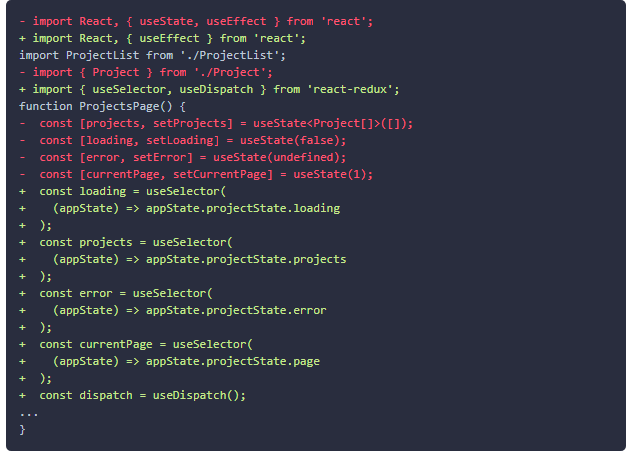 - import React, { useState, useEffect } from 'react';
+ import React, { useEffect } from 'react';
import ProjectList from './ProjectList';
- import { Project } from './Project';
+ import { useSelector, useDispatch } from 'react-redux';
function ProjectsPage() {
-  const [projects, setProjects] = useState<Project[]>([]);
-  const [loading, setLoading] = useState(false);
-  const [error, setError] = useState(undefined);
-  const [currentPage, setCurrentPage] = useState(1);
+  const loading = useSelector(
+    (appState) => appState.projectState.loading
+  );
+  const projects = useSelector(
+    (appState) => appState.projectState.projects
+  );
+  const error = useSelector(
+    (appState) => appState.projectState.error
+  );
+  const currentPage = useSelector(
+    (appState) => appState.projectState.page
+  );
+  const dispatch = useDispatch();
...
}